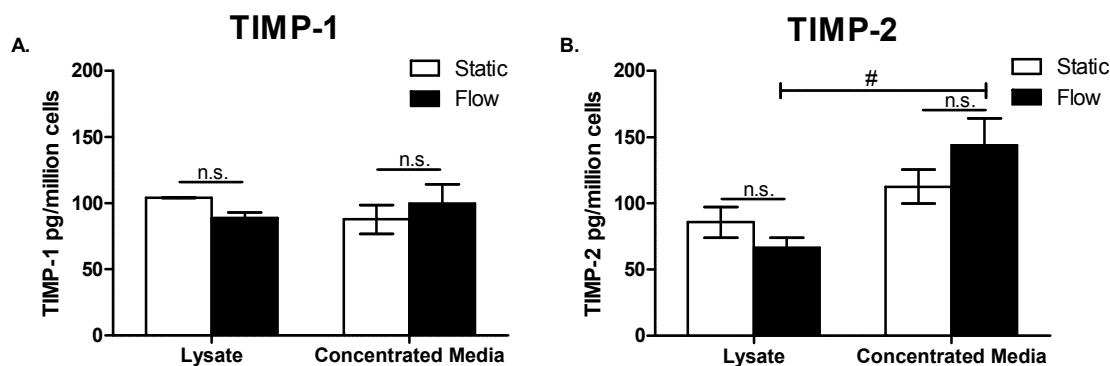 A.
TIMP-1
TIMP-1 pg/million cells
200
150
100
50
0
Static
Flow
n.s.
n.s.
Lysate
Concentrated Media
B.
TIMP-2
TIMP-2 pg/million cells
200
150
100
50
0
Static
Flow
#
n.s.
n.s.
Lysate
Concentrated Media